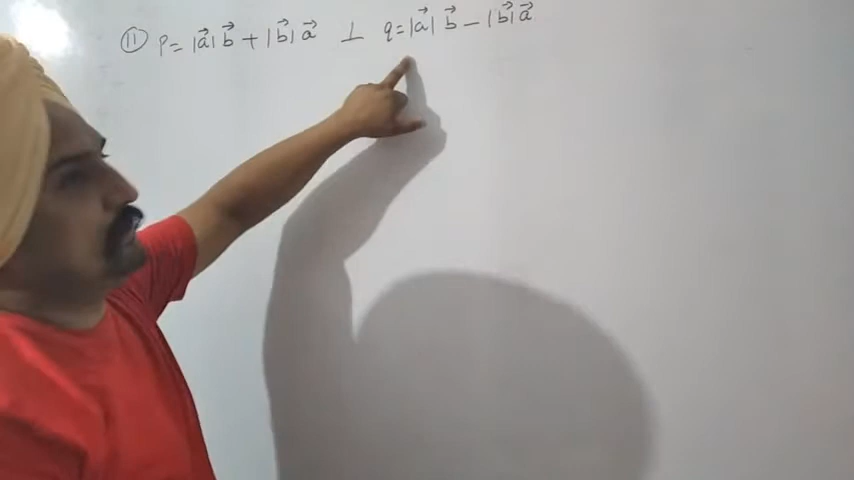 ⑪ P = |a⃗| b⃗ + |b⃗| a⃗ ⊥ q = |a⃗| b⃗ − |b⃗| a⃗